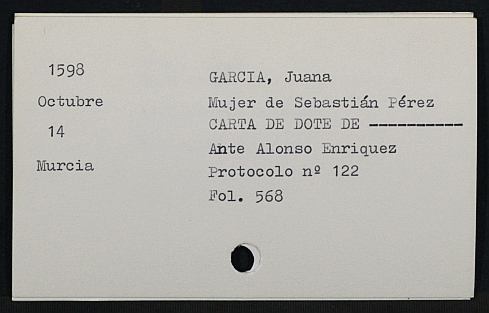 1598
Octubre
14
Murcia
GARCIA, Juana
Mujer de Sebastián Pérez
CARTA DE DOTE DE ----------
Ante Alonso Enriquez
Protocolo nº 122
Fol. 568